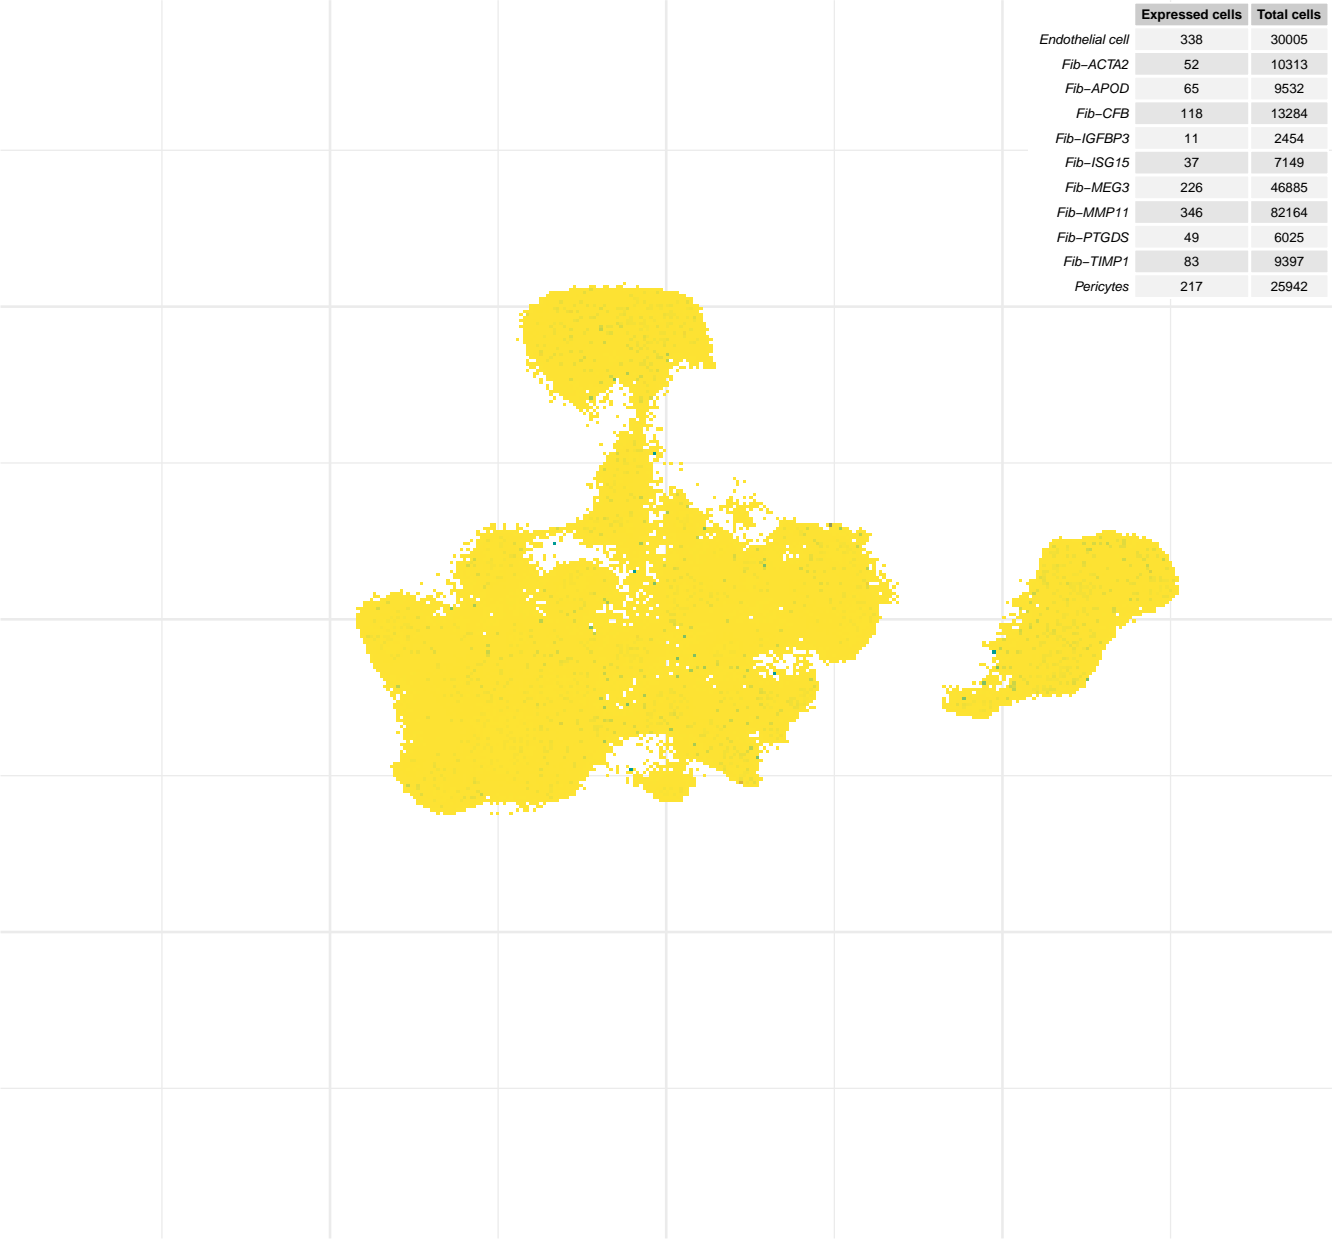 Expressed cells Total cells
Endothelial cell 338 30005
Fib−ACTA2 52 10313
Fib−APOD 65 9532
Fib−CFB 118 13284
Fib−IGFBP3 11 2454
Fib−ISG15 37 7149
Fib−MEG3 226 46885
Fib−MMP11 346 82164
Fib−PTGDS 49 6025
Fib−TIMP1 83 9397
Pericytes 217 25942